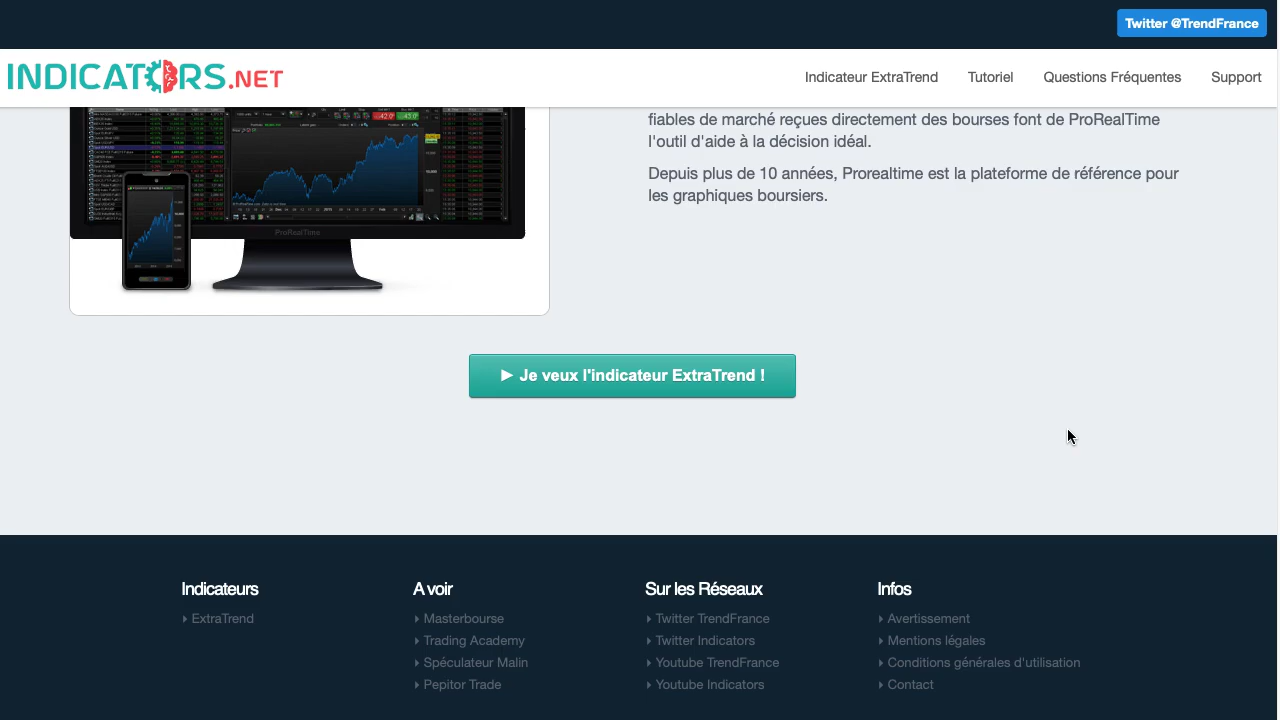 Twitter @TrendFrance
INDICATORS.NET
Indicateur ExtraTrend
Tutoriel
Questions Fréquentes
Support
fiables de marché reçues directement des bourses font de ProRealTime
l'outil d'aide à la décision idéal.
Depuis plus de 10 années, Prorealtime est la plateforme de référence pour
les graphiques boursiers.
ProRealTime
► Je veux l'indicateur ExtraTrend !
Indicateurs
ExtraTrend
A voir
Masterbourse
Trading Academy
Spéculateur Malin
Pepitor Trade
Sur les Réseaux
Twitter TrendFrance
Twitter Indicators
Youtube TrendFrance
Youtube Indicators
Infos
Avertissement
Mentions légales
Conditions générales d'utilisation
Contact